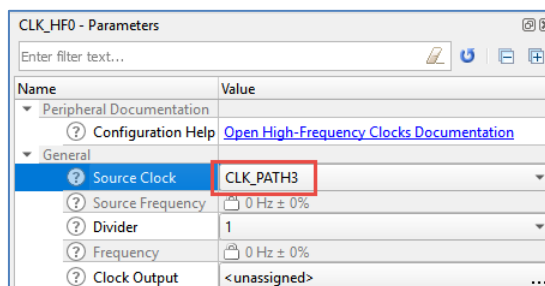 CLK_HF0 - Parameters
Enter filter text...
Name Value
Peripheral Documentation
Configuration Help Open High-Frequency Clocks Documentation
General
Source Clock CLK_PATH3
Source Frequency 0 Hz ± 0%
Divider 1
Frequency 0 Hz ± 0%
Clock Output <unassigned> ...